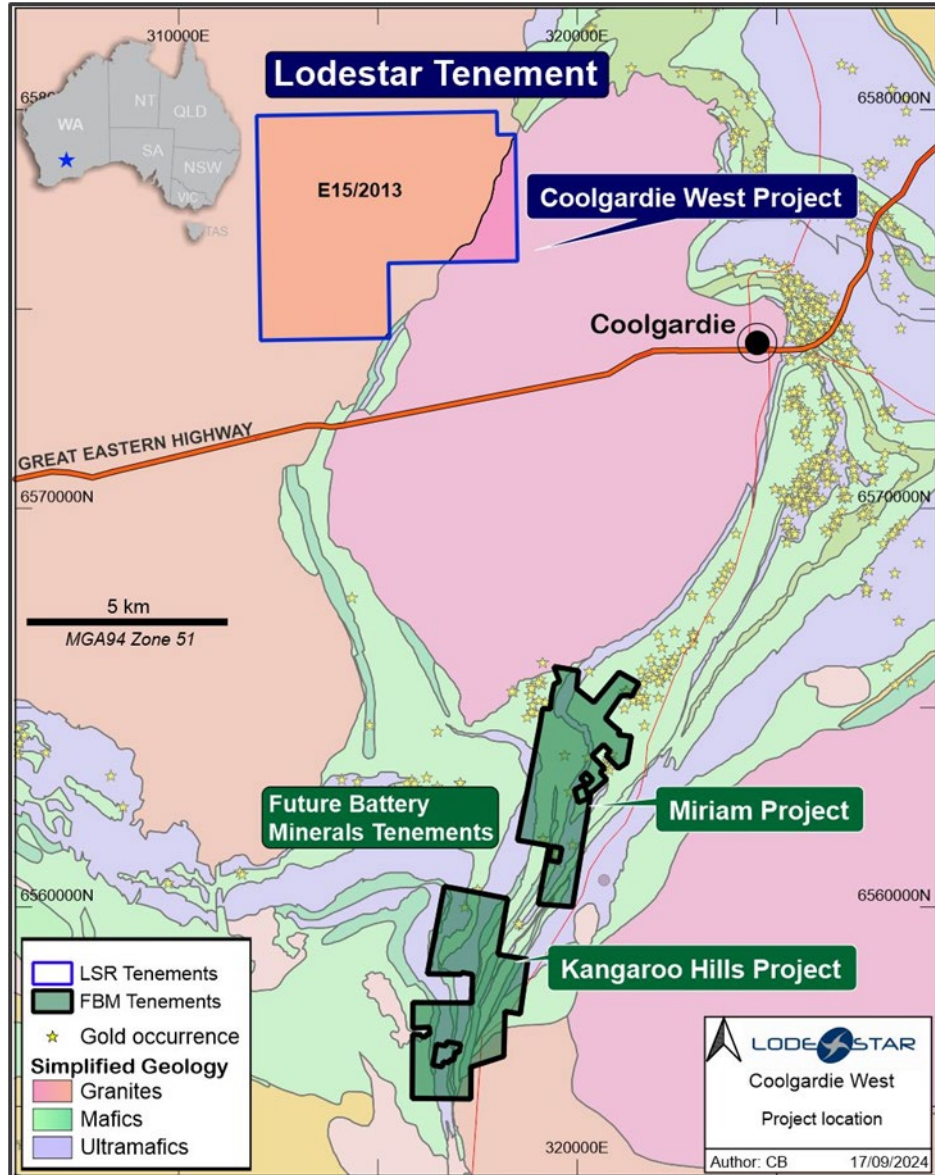 310000E
320000E
Lodestar Tenement
6580000N
NT
WA
QLD
SA
NSW
VIC
TAS
E15/2013
Coolgardie West Project
Coolgardie
GREAT EASTERN HIGHWAY
6570000N
6570000N
5 km
MGA94 Zone 51
Future Battery
Minerals Tenements
Miriam Project
6560000N
6560000N
Kangaroo Hills Project
LSR Tenements
FBM Tenements
Gold occurrence
Simplified Geology
Granites
Mafics
Ultramafics
LODESTAR
Coolgardie West
Project location
320000E
Author: CB 17/09/2024